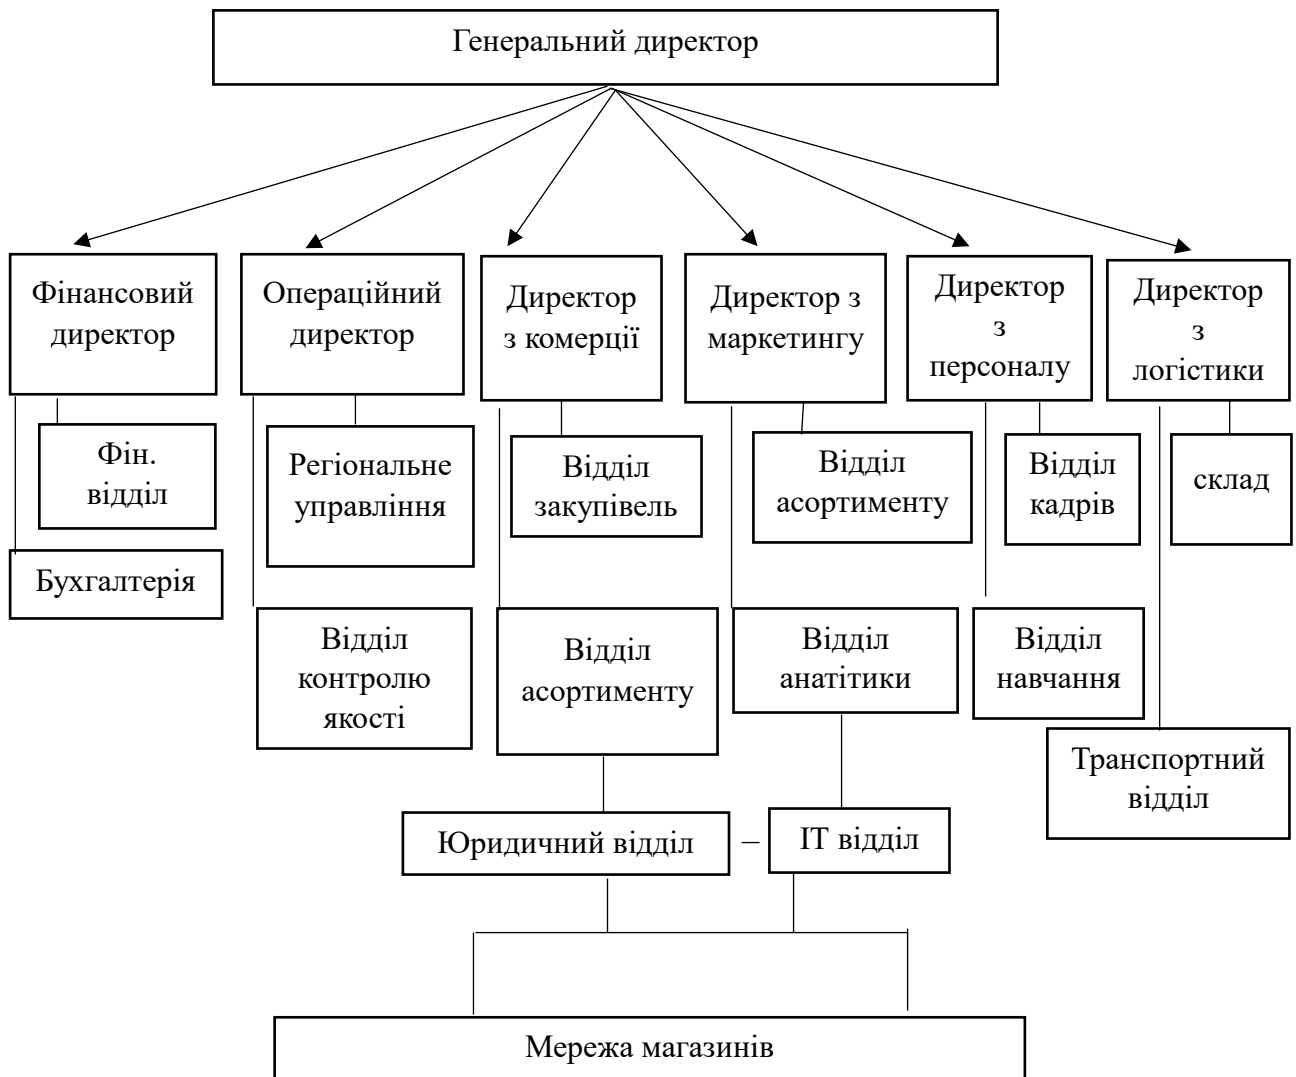 Генеральний директор
Фінансовий
директор
Операційний
директор
Директор
з комерції
Директор з
маркетингу
Директор
з
персоналу
Директор
з
логістики
Фін.
відділ
Регіональне
управління
Відділ
закупівель
Відділ
асортименту
Відділ
кадрів
склад
Бухгалтерія
Відділ
контролю
якості
Відділ
асортименту
Відділ
анатітики
Відділ
навчання
Транспортний
відділ
Юридичний відділ
ІТ відділ
Мережа магазинів